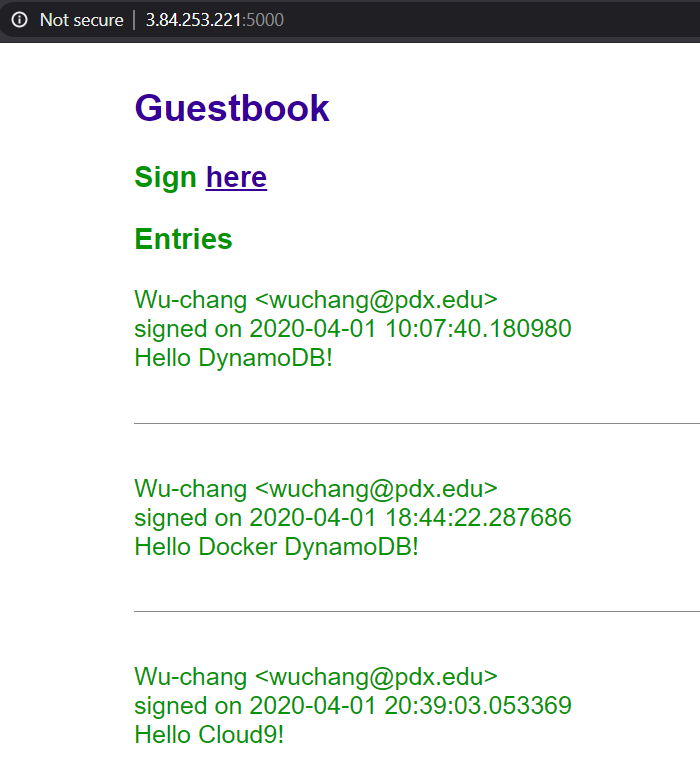 Not secure | 3.84.253.221:5000
Guestbook
Sign here
Entries
Wu-chang <wuchang@pdx.edu>
signed on 2020-04-01 10:07:40.180980
Hello DynamoDB!
Wu-chang <wuchang@pdx.edu>
signed on 2020-04-01 18:44:22.287686
Hello Docker DynamoDB!
Wu-chang <wuchang@pdx.edu>
signed on 2020-04-01 20:39:03.053369
Hello Cloud9!